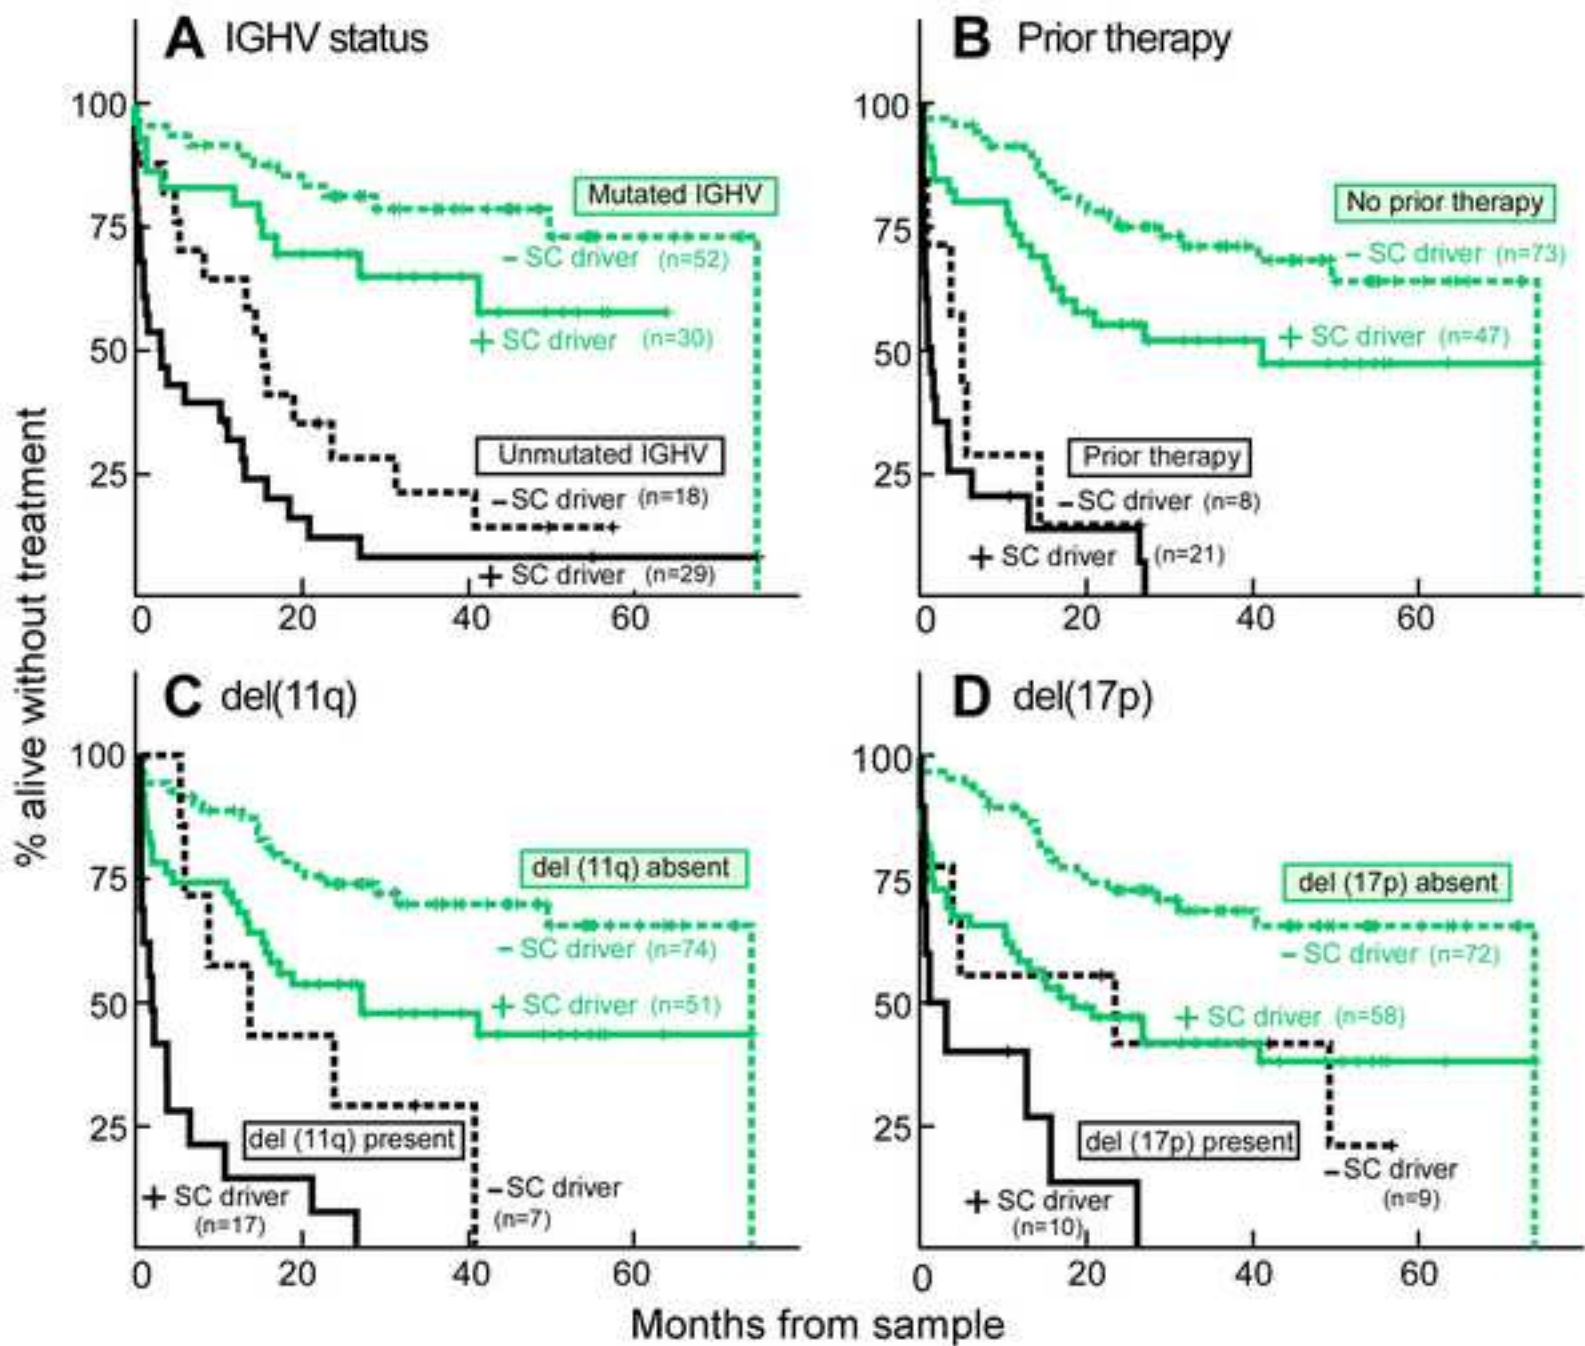 % alive without treatment
A IGHV status
100
75
50
25
Mutated IGHV
– SC driver (n=52)
+ SC driver (n=30)
Unmutated IGHV
– SC driver (n=18)
+ SC driver (n=29)
0 20 40 60
B Prior therapy
100
75
50
25
No prior therapy
– SC driver (n=73)
+ SC driver (n=47)
Prior therapy
– SC driver (n=8)
+ SC driver (n=21)
0 20 40 60
C del(11q)
100
75
50
25
del (11q) absent
– SC driver (n=74)
+ SC driver (n=51)
del (11q) present
+ SC driver
(n=17)
– SC driver
(n=7)
0 20 40 60
D del(17p)
100
75
50
25
del (17p) absent
– SC driver (n=72)
+ SC driver (n=58)
del (17p) present
– SC driver
(n=9)
+ SC driver
(n=10)
0 20 40 60
Months from sample